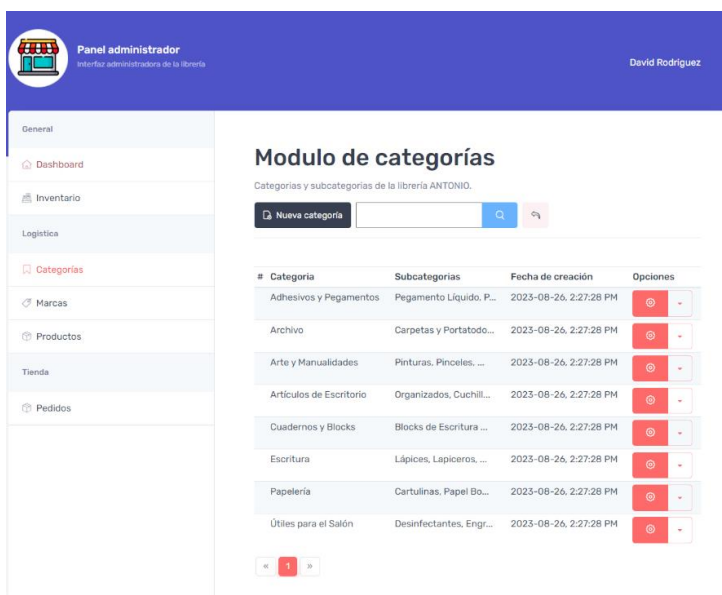 Panel administrador
Interfaz administradora de la librería
David Rodriguez
General
Dashboard
Inventario
Logística
Categorías
Marcas
Productos
Tienda
Pedidos
Modulo de categorías
Categorias y subcategorias de la librería ANTONIO.
Nueva categoría
# Categoria Subcategorias Fecha de creación Opciones
Adhesivos y Pegamentos Pegamento Líquido, P... 2023-08-26, 2:27:28 PM
Archivo Carpetas y Portatodo... 2023-08-26, 2:27:28 PM
Arte y Manualidades Pinturas, Pinceles, ... 2023-08-26, 2:27:28 PM
Artículos de Escritorio Organizados, Cuchill... 2023-08-26, 2:27:28 PM
Cuadernos y Blocks Blocks de Escritura ... 2023-08-26, 2:27:28 PM
Escritura Lápices, Lapiceros, ... 2023-08-26, 2:27:28 PM
Papelería Cartulinas, Papel Bo... 2023-08-26, 2:27:28 PM
Útiles para el Salón Desinfectantes, Engr... 2023-08-26, 2:27:28 PM
« 1 »